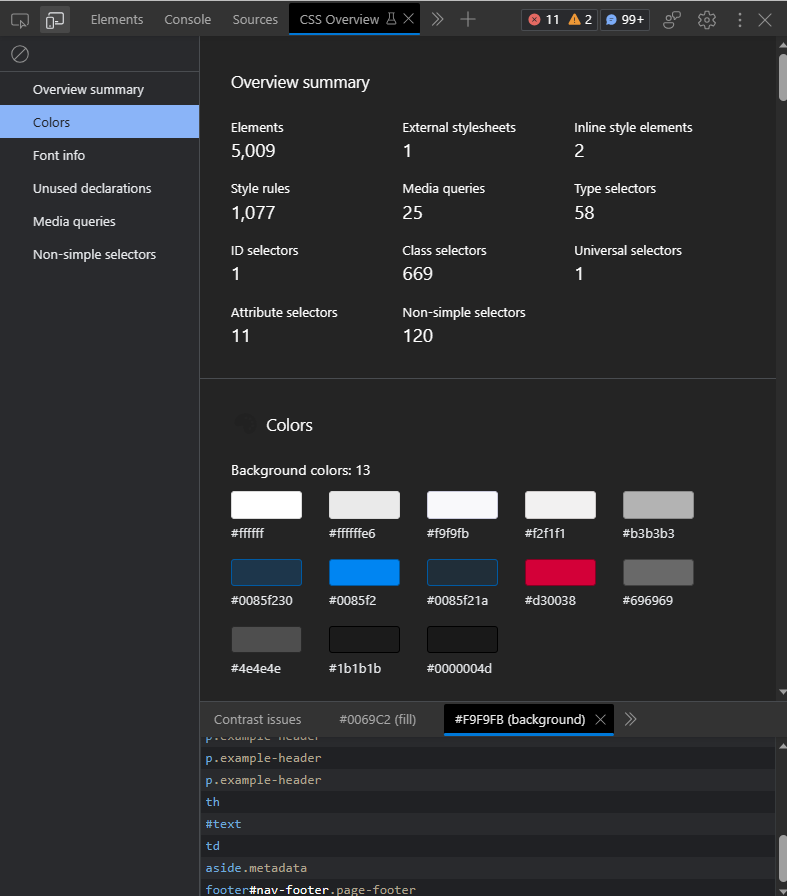 Elements Console Sources CSS Overview 11 2 99+
Overview summary
Colors
Font info
Unused declarations
Media queries
Non-simple selectors
Overview summary
Elements External stylesheets Inline style elements
5,009 1 2
Style rules Media queries Type selectors
1,077 25 58
ID selectors Class selectors Universal selectors
1 669 1
Attribute selectors Non-simple selectors
11 120
Colors
Background colors: 13
#ffffff #ffffffe6 #f9f9fb #f2f1f1 #b3b3b3
#0085f230 #0085f2 #0085f21a #d30038 #696969
#4e4e4e #1b1b1b #0000004d
Contrast issues #0069C2 (fill) #F9F9FB (background)
p.example-header
p.example-header
p.example-header
th
#text
td
aside.metadata
footer#nav-footer.page-footer